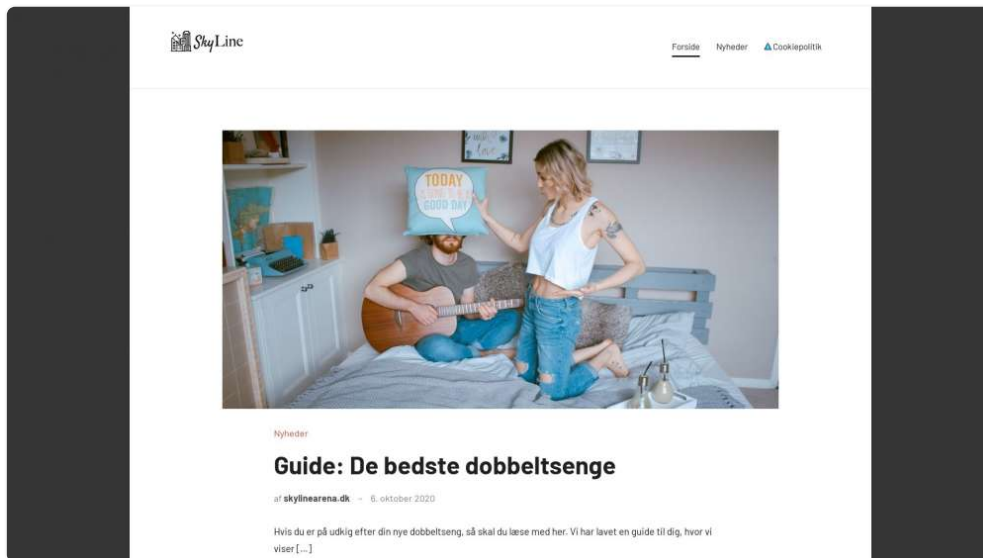 SkyLine
Forside Nyheder Cookiepolitik
TODAY
GOOD DAY
love
Nyheder
Guide: De bedste dobbeltsenge
af skylinearena.dk – 6. oktober 2020
Hvis du er på udkig efter din nye dobbeltseng, så skal du læse med her. Vi har lavet en guide til dig, hvor vi
viser [...]